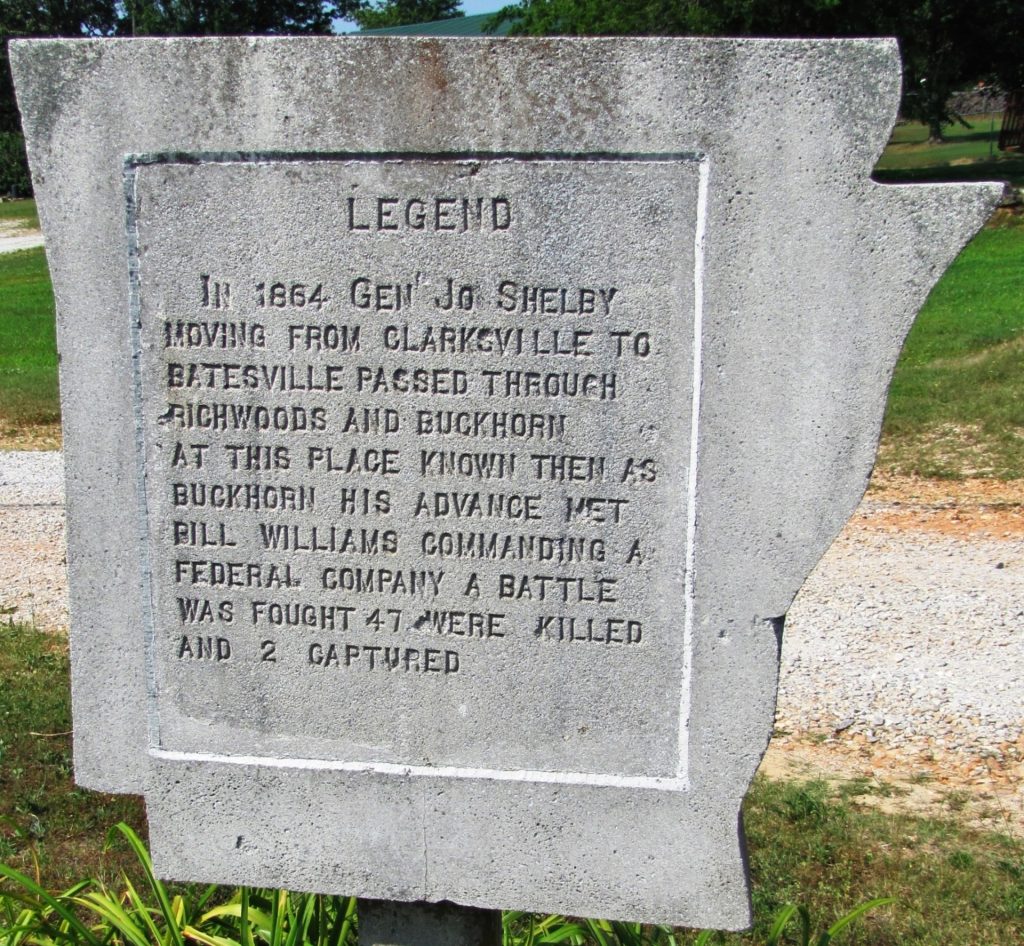 LEGEND
IN 1864 GEN'L JO SHELBY
MOVING FROM CLARKSVILLE TO
BATESVILLE PASSED THROUGH
RICHWOODS AND BUCKHORN
AT THIS PLACE KNOWN THEN AS
BUCKHORN HIS ADVANCE MET
BILL WILLIAMS COMMANDING A
FEDERAL COMPANY A BATTLE
WAS FOUGHT 47 WERE KILLED
AND 2 CAPTURED